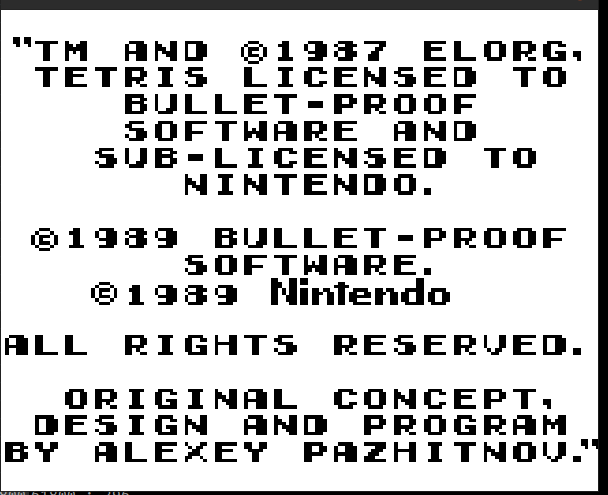 "TM AND ©1987 ELORG,
TETRIS LICENSED TO
BULLET-PROOF
SOFTWARE AND
SUB-LICENSED TO
NINTENDO.
©1989 BULLET-PROOF
SOFTWARE.
©1989 Nintendo
ALL RIGHTS RESERVED.
ORIGINAL CONCEPT,
DESIGN AND PROGRAM
BY ALEXEY PAZHITNOV."